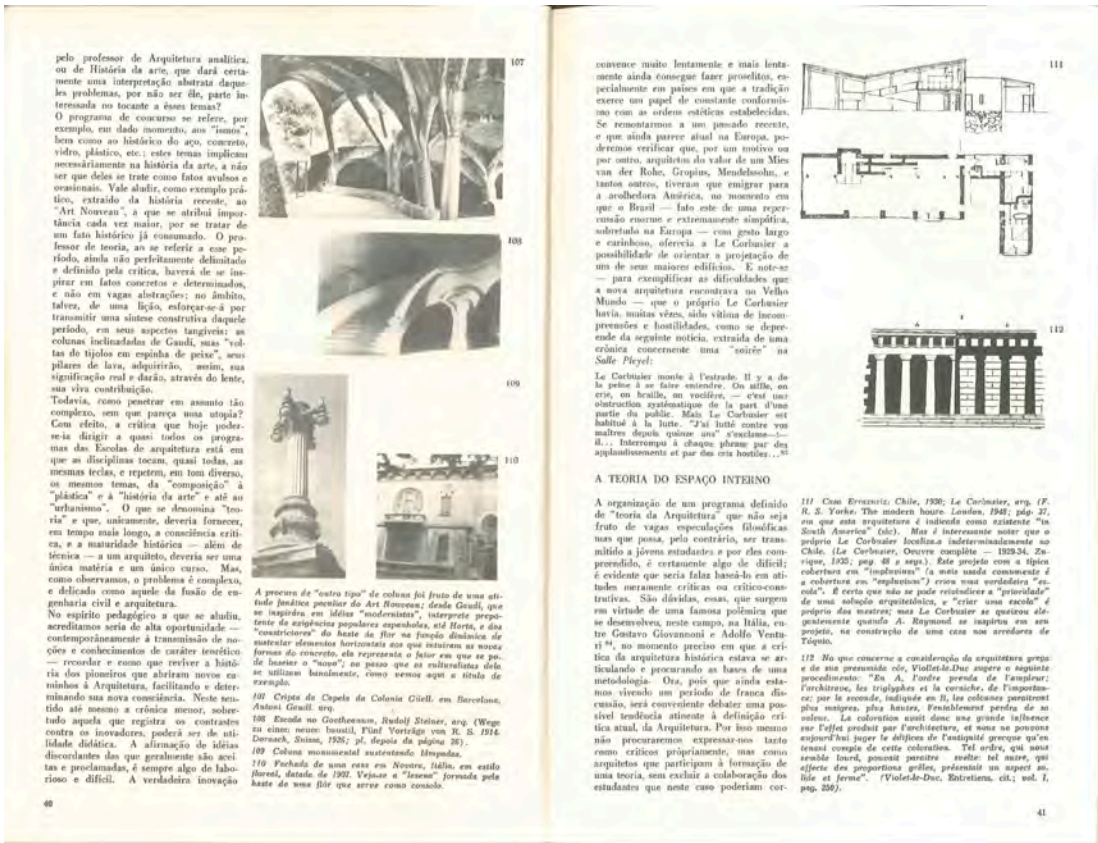 pelo professor de Arquitetura analítica,
ou de História da arte, que dará certa-
mente uma interpretação abstrata daque-
les problemas, por não ser êle, parte in-
teressada no tocante a êsses temas?
O programa de concurso se refere, por
exemplo, em dado momento, aos "ismos",
bem como ao histórico do aço, concreto,
vidro, plástico, etc.; estes temas implicam
necessàriamente na história da arte, a não
ser que deles se trate como fatos avulsos e
ocasionais. Vale aludir, como exemplo prá-
tico, extraído da história recente, ao
"Art Nouveau", a que se atribui impor-
tância cada vez maior, por se tratar de
um fato histórico já consumado. O pro-
fessor de teoria, ao se referir a esse pe-
ríodo, ainda não perfeitamente delimitado
e definido pela crítica, haverá de se ins-
pirar em fatos concretos e determinados,
e não em vagas abstrações; no âmbito,
talvez, de uma lição, esforçar-se-á por
transmitir uma síntese construtiva daquele
período, em seus aspectos tangíveis: as
colunas inclinadadas de Gaudí, suas "vol-
tas de tijolos em espinha de peixe", seus
pilares de lava, adquirirão, assim, sua
significação real e darão, através do lente,
sua viva contribuição.
Todavia, como penetrar em assunto tão
complexo, sem que pareça uma utopia?
Com efeito, a crítica que hoje poder-
se-ia dirigir a quasi todos os progra-
mas das Escolas de arquitetura está em
que as disciplinas tocam, quasi todas, as
mesmas teclas, e repetem, em tom diverso,
os mesmos temas, da "composição" à
"plástica" e à "história da arte" e até ao
"urbanismo". O que se denomina "teo-
ria" e que, unicamente, deveria fornecer,
em tempo mais longo, a consciência críti-
ca, e a maturidade histórica — além de
técnica — a um arquiteto, deveria ser uma
única matéria e um único curso. Mas,
como observamos, o problema é complexo,
e delicado como aquele da fusão de en-
genharia civil e arquitetura.
No espírito pedagógico a que se aludiu,
acreditamos seria de alta oportunidade —
contemporâneamente à transmissão de no-
ções e conhecimentos de caráter teorético
— recordar e como que reviver a histó-
ria dos pioneiros que abriram novos ca-
minhos à Arquitetura, facilitando e deter-
minando sua nova consciência. Neste sen-
tido até mesmo a crônica menor, sobre-
tudo aquela que registra os contrastes
contra os inovadores, poderá ser de uti-
lidade didática. A afirmação de idéias
discordantes das que geralmente são acei-
tas e proclamadas, é sempre algo de labo-
rioso e difícil. A verdadeira inovação
40
107
108
109
110
A procura de "outro tipo" de coluna foi fruto de uma ati-
tude fanática peculiar do Art Nouveau; desde Gaudí, que
se inspirára em idéias "modernistas", intérprete prepo-
tente de exigências populares espanholas, até Horta, e dos
"constrictores" da haste da flor na função dinâmica de
sustentar elementos horizontais aos que intuiram as novas
formas do concreto, ela representa o fator em que se po-
de baseiar o "novo"; ao passo que os culturalistas dela
se utilizam banalmente, como vemos aqui a título de
exemplo.
107 Cripta da Capela da Colonia Güell, em Barcelona,
Antoni Gaudí, arq.
108 Escada no Goetheanum, Rudolf Steiner, arq. (Wege
zu einem neuen baustil, Fünf Vorträge von R. S. 1914.
Dornach, Suíssa, 1926; pl. depois da página 26).
109 Coluna monumental sustentando lâmpadas.
110 Fachada de uma casa em Novara, Itália, em estilo
floreal, datada de 1902. Veja-se a "lesena" formada pela
haste de uma flôr que serve como consolo.
convence muito lentamente e mais lenta-
mente ainda consegue fazer prosélitos, es-
pecialmente em países em que a tradição
exerce um papel de constante conformis-
mo com as ordens estéticas estabelecidas.
Se remontarmos a um passado recente,
e que ainda parece atual na Europa, po-
deremos verificar que, por um motivo ou
por outro, arquitetos do valor de um Mies
van der Rohe, Gropius, Mendelssohn, e
tantos outros, tiveram que emigrar para
a acolhedora América, no momento em
que o Brasil — fato este de uma reper-
cussão enorme e extremamente simpática,
sobretudo na Europa — com gesto largo
e carinhoso, oferecia a Le Corbusier a
possibilidade de orientar a projetação de
um de seus maiores edifícios. E note-se
— para exemplificar as dificuldades que
a nova arquitetura encontrava no Velho
Mundo — que o próprio Le Corbusier
havia, muitas vêzes, sido vítima de incom-
preensões e hostilidades, como se depre-
ende da seguinte notícia, extraída de uma
crônica concernente uma "soirée" na
Salle Pleyel:
Le Corbusier monte à l'estrade. Il y a de
la peine à se faire entendre. On siffle, on
crie, on braille, on vocifère, — c'est une
obstruction systématique de la part d'une
partie du public. Mais Le Corbusier est
habitué à la lutte. "J'ai lutté contre vos
maîtres depuis quinze ans" s'exclame-t-
il... Interrompu à chaque phrase par des
applaudissements et par des cris hostiles...
A TEORIA DO ESPAÇO INTERNO
A organização de um programa definido
de "teoria da Arquitetura" que não seja
fruto de vagas especulações filosóficas
mas que possa, pelo contrário, ser trans-
mitido a jóvens estudantes e por eles com-
preendido, é certamente algo de difícil;
é evidente que seria falaz baseá-lo em ati-
tudes meramente críticas ou crítico-cons-
trutivas. São dúvidas, essas, que surgem
em virtude de uma famosa polêmica que
se desenvolveu, neste campo, na Itália, en-
tre Gustavo Giovannoni e Adolfo Ventu-
ri, no momento preciso em que a crí-
tica da arquitetura histórica estava se ar-
ticulando e procurando as bases de uma
metodologia. Ora, pois que ainda esta-
mos vivendo um período de franca dis-
cussão, será conveniente debater uma pos-
sível tendência atinente à definição crí-
tica atual, da Arquitetura. Por isso mesmo
não procuraremos expressar-nos tanto
como críticos pròpriamente, mas como
arquitetos que participam à formação de
uma teoria, sem excluir a colaboração dos
estudantes que neste caso poderiam cor-
111
112
111 Casa Errazuriz, Chile, 1930; Le Corbusier, arq. (F.
R. S. Yorke, The modern houre. London, 1948; pág. 37,
em que esta arquitetura é indicada como existente "in
South America" (sic). Mas é interessante notar que o
próprio Le Corbusier localiza-a indeterminadamente no
Chile. (Le Corbusier, Oeuvre complète — 1929-34, Zu-
rique, 1935; pag. 48 e segs.). Este projeto com a típica
cobertura em "impluvium" (a mais usada comumente é
a cobertura em "expluvium") criou uma verdadeira "es-
cola". É certo que não se pode reivindicar a "prioridade"
de uma solução arquitetônica, e "criar uma escola" é
próprio dos mestres; mas Le Corbusier se queixou ele-
gantemente quando A. Raymond se inspirou em seu
projeto, na construção de uma casa nos arredores de
Tóquio.
112 No que concerne a consideração da arquitetura grega
e de sua presumida côr, Viollet-le-Duc sugere o seguinte
procedimento: "En A, l'ordre prenda de l'ampleur;
l'architrave, les triglyphes et la corniche, de l'importan-
ce; par la seconde, indiquée en B, les colonnes paraîtront
plus maigres, plus hautes, l'entablement perdra de sa
valeur. La coloration avait donc une grande influence
sur l'effet produit par l'architecture, et nous ne pouvons
aujourd'hui juger le édifices de l'antiquité grecque qu'en
tenant compte de cette coloration. Tel ordre, qui nous
semble lourd, pouvait paraître svelte: tel autre, qui
affecte des proportions grêles, présentait un aspect so-
lide et ferme". (Violet-le-Duc, Entretiens, cit.; vol. I,
pag. 250).
41